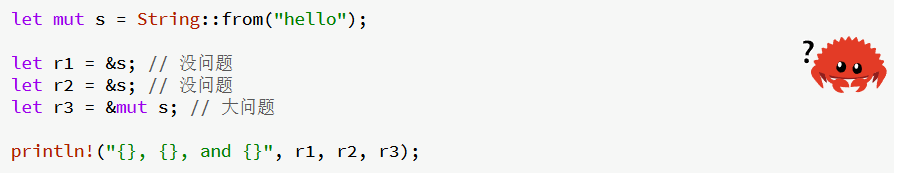 let mut s = String::from("hello");
let r1 = &s; // 没问题
let r2 = &s; // 没问题
let r3 = &mut s; // 大问题
println!("{}, {}, and {}", r1, r2, r3);
?